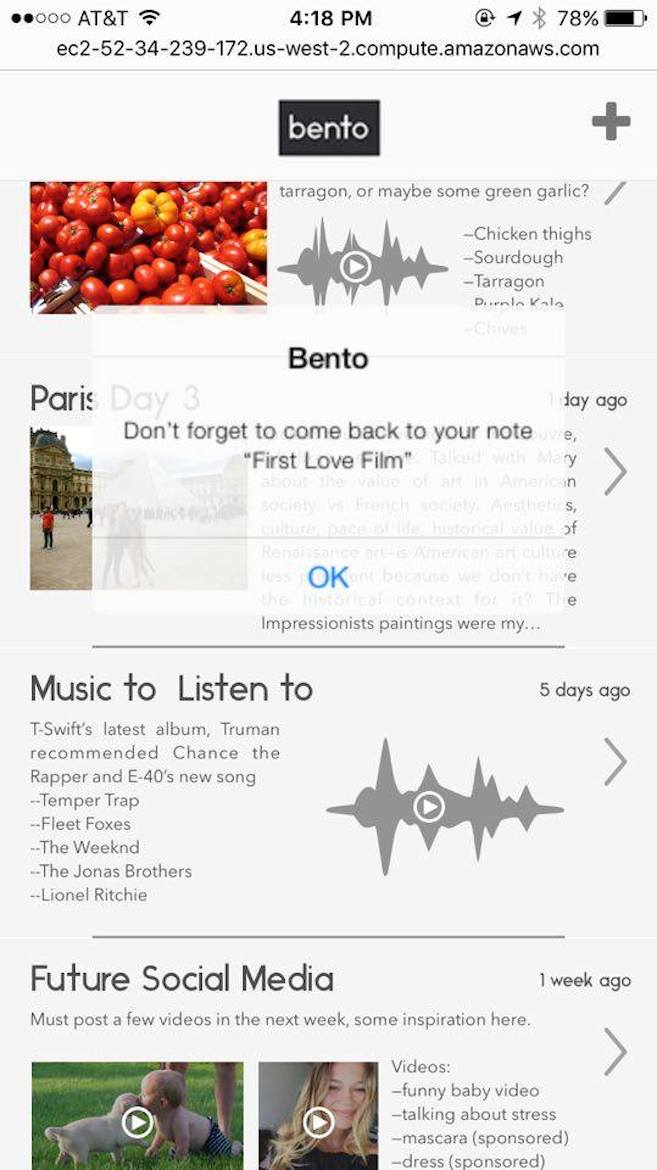 AT&T 4:18 PM 78%
ec2-52-34-239-172.us-west-2.compute.amazonaws.com
bento
tarragon, or maybe some green garlic?
–Chicken thighs
–Sourdough
–Tarragon
–Purple Kale
–Chives
Paris Day 3
1 day ago
Bento
Don't forget to come back to your note
“First Love Film”
OK
Talked with Mary
about the value of art in American
society vs French society. Aesthetics,
culture, pace of life, historical value of
Renaissance art–is American art culture
less because we don't have
the historical context for it? The
Impressionists paintings were my...
Music to Listen to
5 days ago
T-Swift's latest album, Truman
recommended Chance the
Rapper and E-40's new song
--Temper Trap
--Fleet Foxes
--The Weeknd
--The Jonas Brothers
--Lionel Ritchie
Future Social Media
1 week ago
Must post a few videos in the next week, some inspiration here.
Videos:
–funny baby video
–talking about stress
–mascara (sponsored)
–dress (sponsored)